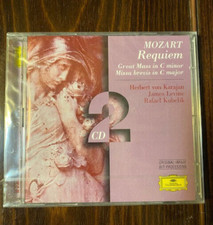 MOZART
Requiem
Great Mass in C minor
Missa brevis in C major
Herbert von Karajan
James Levine
Rafael Kubelik
2
CD